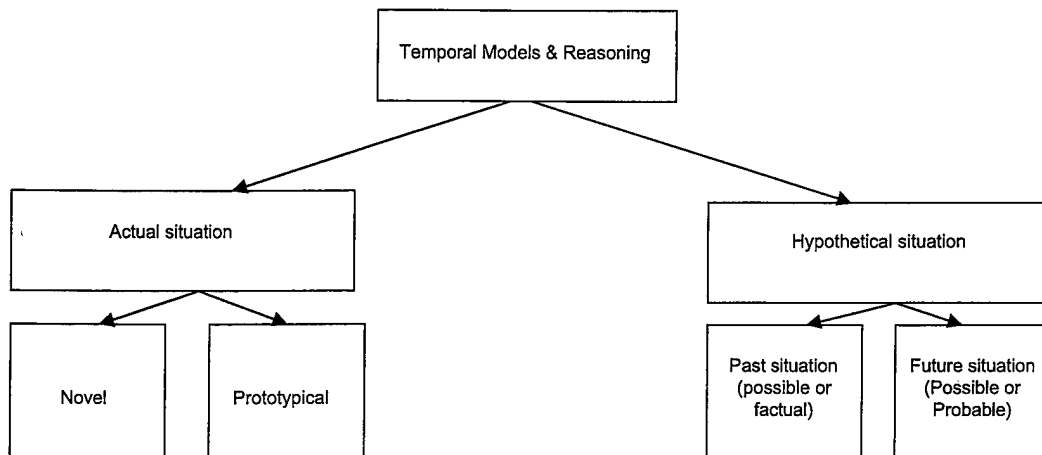 Temporal Models & Reasoning
Actual situation
Hypothetical situation
Novel
Prototypical
Past situation
(possible or
factual)
Future situation
(Possible or
Probable)